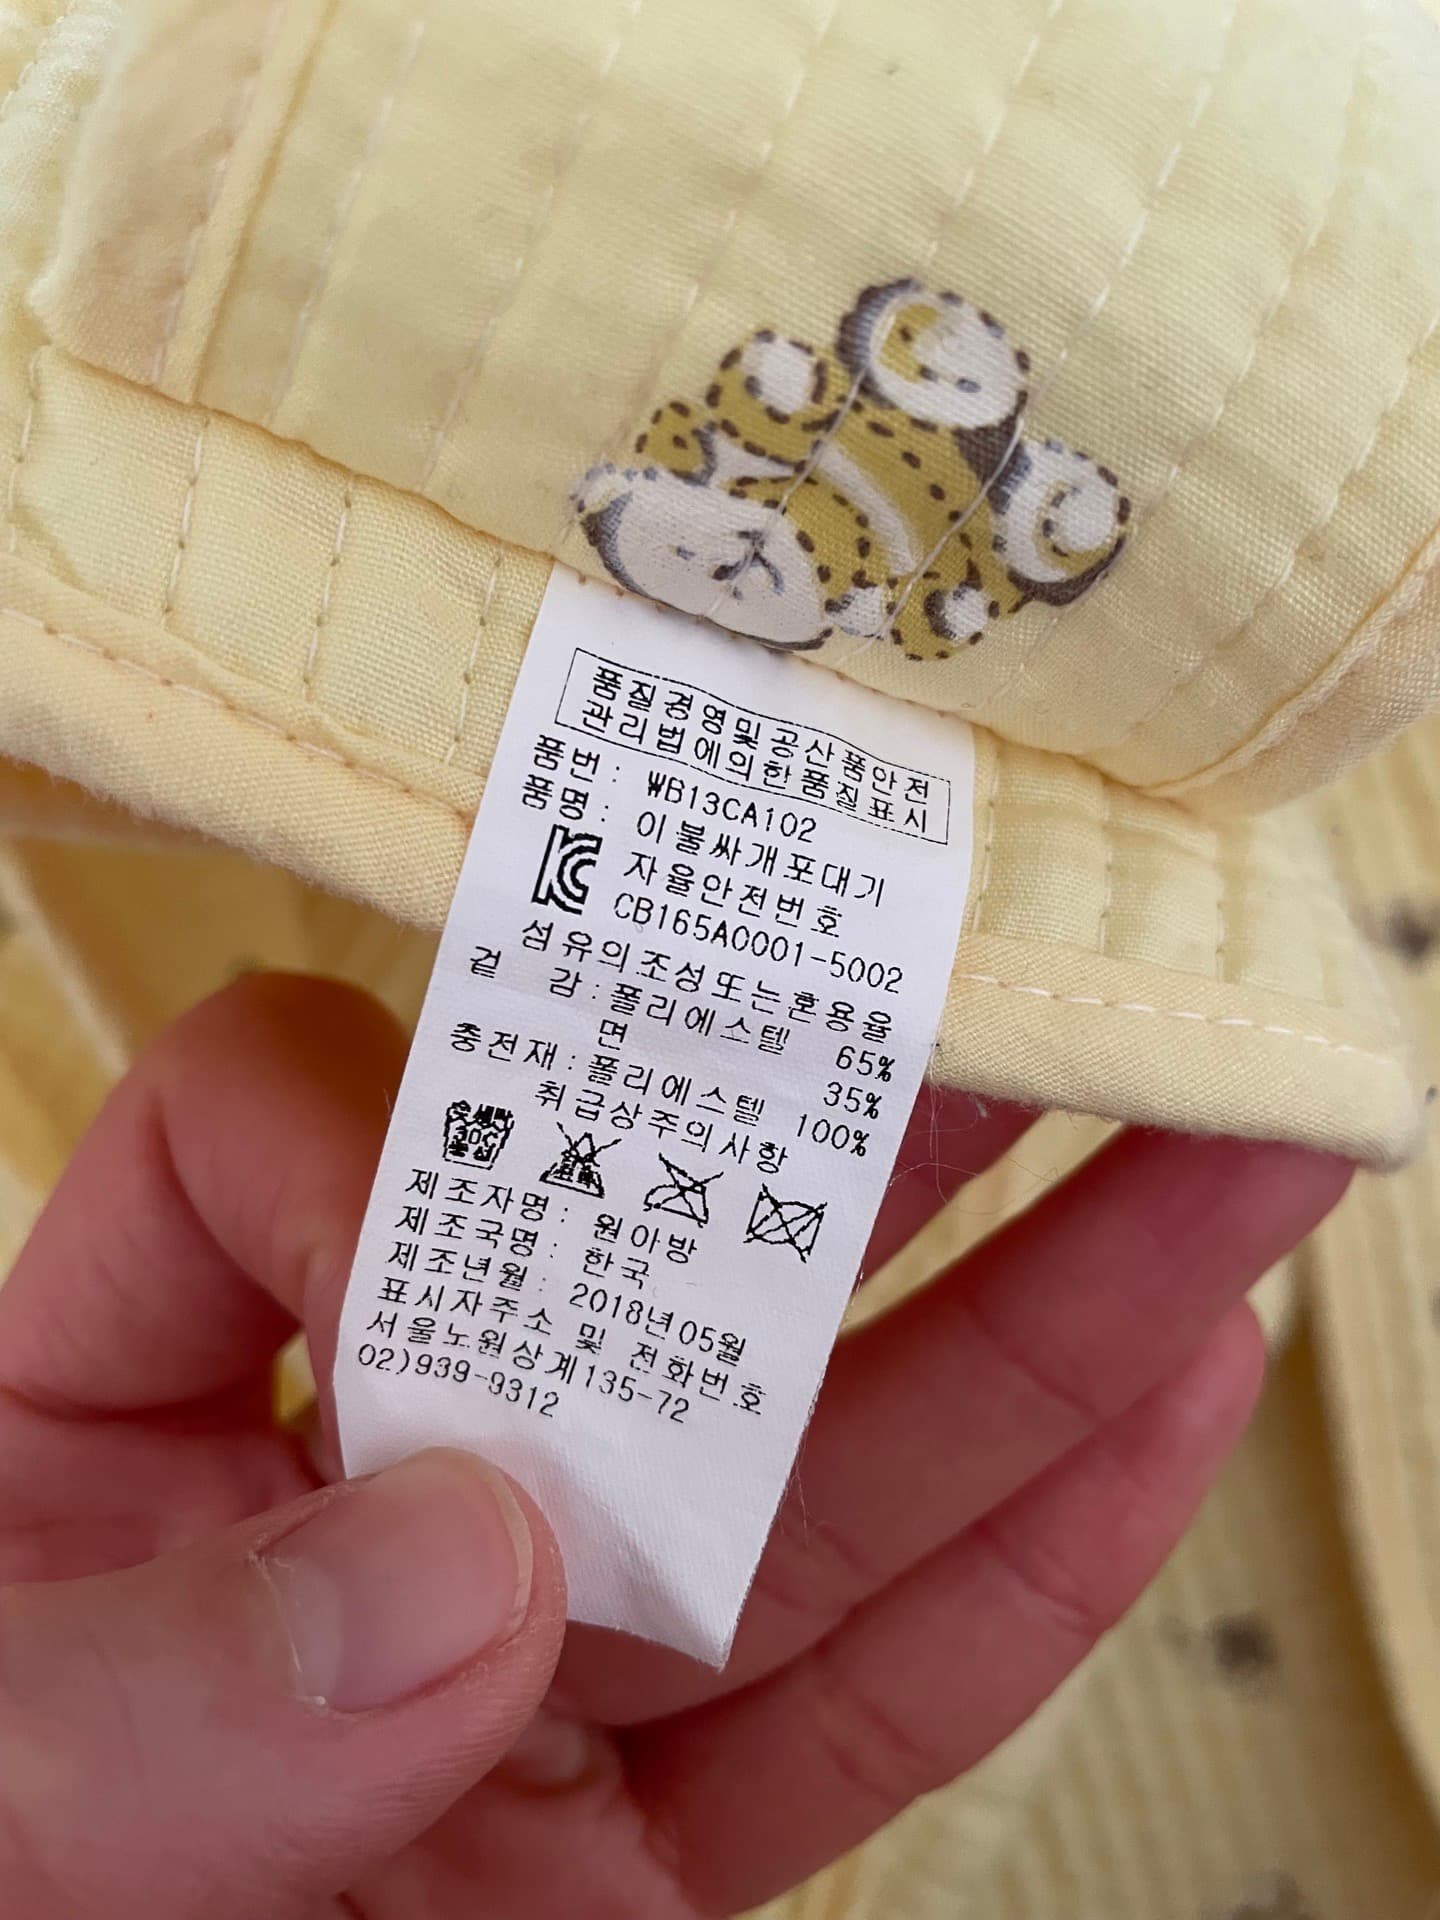 품질경영및공산품안전
관리법에의한품질표시
품번: WB13CA102
품명: 이불싸개포대기
자율안전번호
CB165A0001-5002
섬유의조성또는혼용율
겉 감: 폴리에스텔 65%
면 35%
충전재: 폴리에스텔 100%
취급상주의사항
30℃
제조자명: 원아방
제조국명: 한국
제조년월: 2018년05월
표시자주소 및 전화번호
서울노원상계135-72
02)939-9312